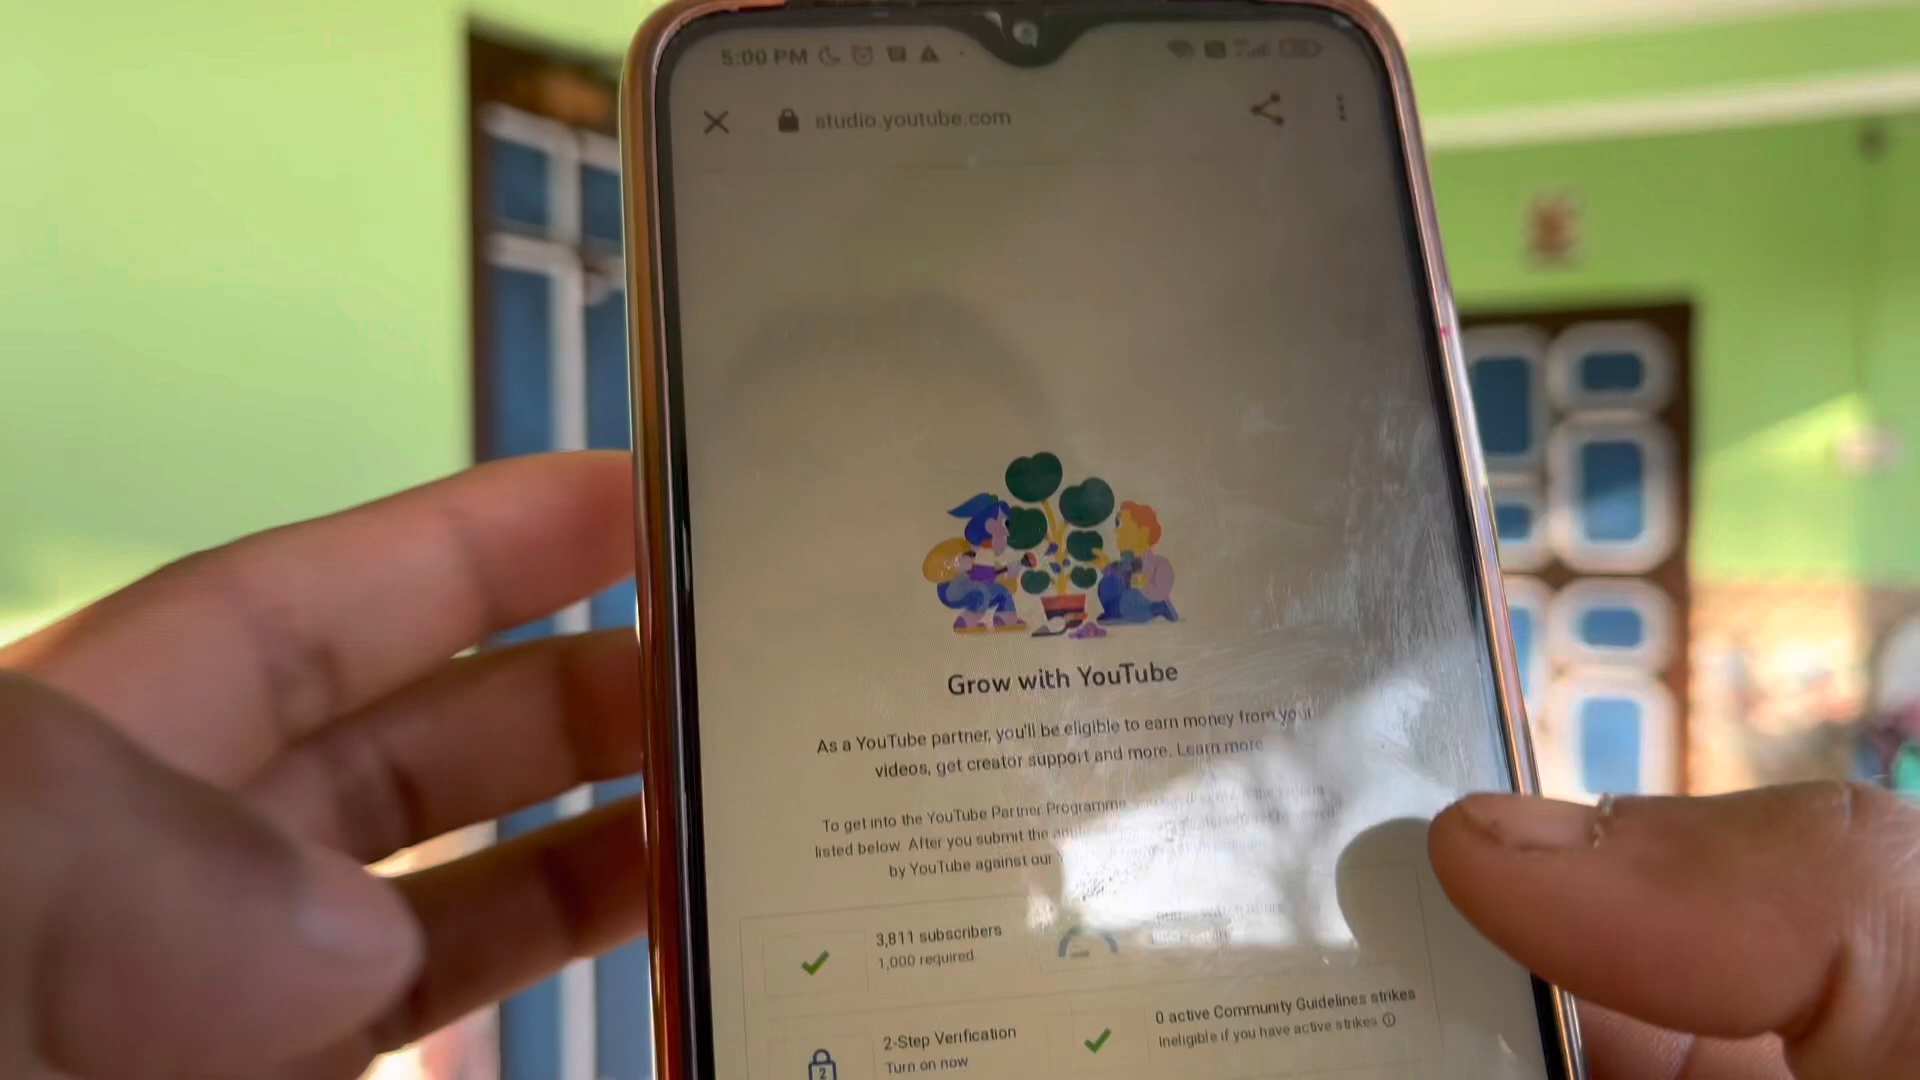 5:00 PM
studio.youtube.com
Grow with YouTube
As a YouTube partner, you'll be eligible to earn money from your
videos, get creator support and more. Learn more
To get into the YouTube Partner Programme,
listed below. After you submit the
by YouTube against our
3,811 subscribers
1,000 required
2-Step Verification
Turn on now
2
0 active Community Guidelines strikes
Ineligible if you have active strikes